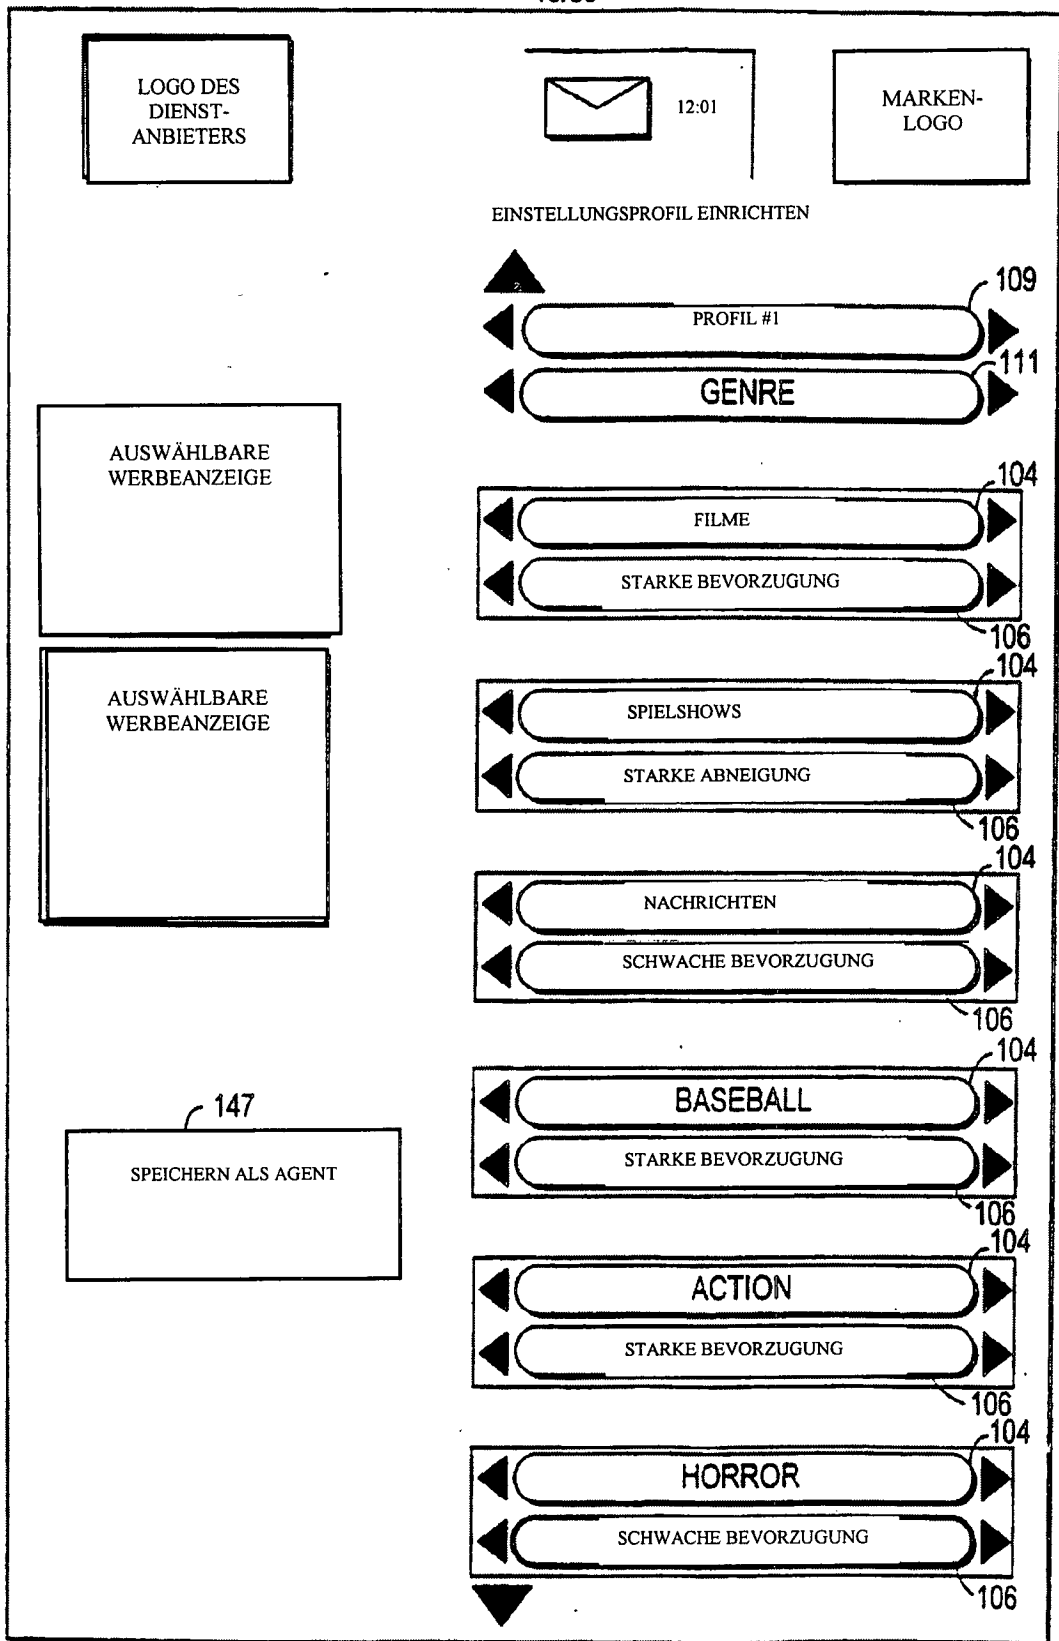 LOGO DES
DIENST-
ANBIETERS
12:01
MARKEN-
LOGO
EINSTELLUNGSPROFIL EINRICHTEN
109
PROFIL #1
111
GENRE
AUSWÄHLBARE
WERBEANZEIGE
104
FILME
STARKE BEVORZUGUNG
106
AUSWÄHLBARE
WERBEANZEIGE
104
SPIELSHOWS
STARKE ABNEIGUNG
106
104
NACHRICHTEN
SCHWACHE BEVORZUGUNG
106
147
SPEICHERN ALS AGENT
104
BASEBALL
STARKE BEVORZUGUNG
106
104
ACTION
STARKE BEVORZUGUNG
106
104
HORROR
SCHWACHE BEVORZUGUNG
106